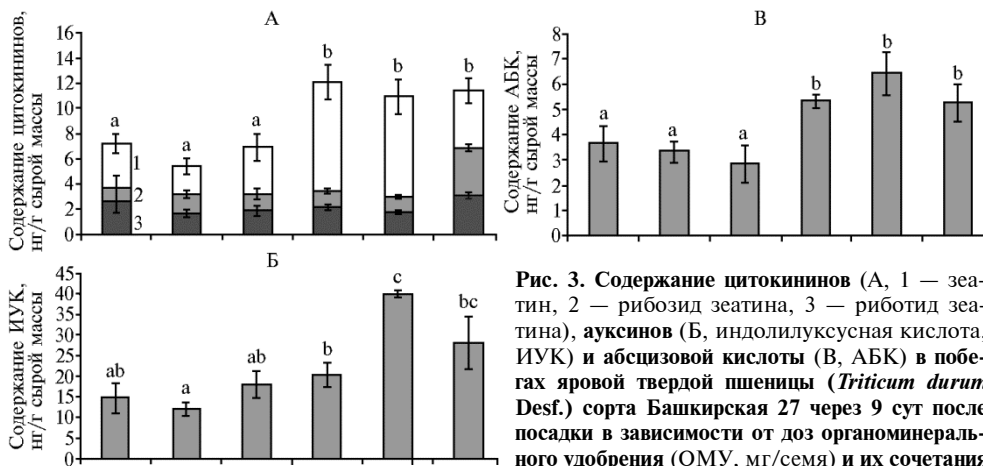 А
Содержание цитокининов,
нг/г сырой массы
16
14
12
10
8
6
4
2
0
a
a
a
b
b
b
1
2
3
В
Содержание АБК,
нг/г сырой массы
8
7
6
5
4
3
2
1
0
a
a
a
b
b
b
Б
Содержание ИУК,
нг/г сырой массы
45
40
35
30
25
20
15
10
5
0
ab
a
ab
b
c
bc
Рис. 3. Содержание цитокининов (А, 1 — зеа-
тин, 2 — рибозид зеатина, 3 — риботид зеа-
тина), ауксинов (Б, индолилуксусная кислота,
ИУК) и абсцизовой кислоты (В, АБК) в побе-
гах яровой твердой пшеницы (Triticum durum
Desf.) сорта Башкирская 27 через 9 сут после
посадки в зависимости от доз органоминераль-
ного удобрения (ОМУ, мг/семя) и их сочетания